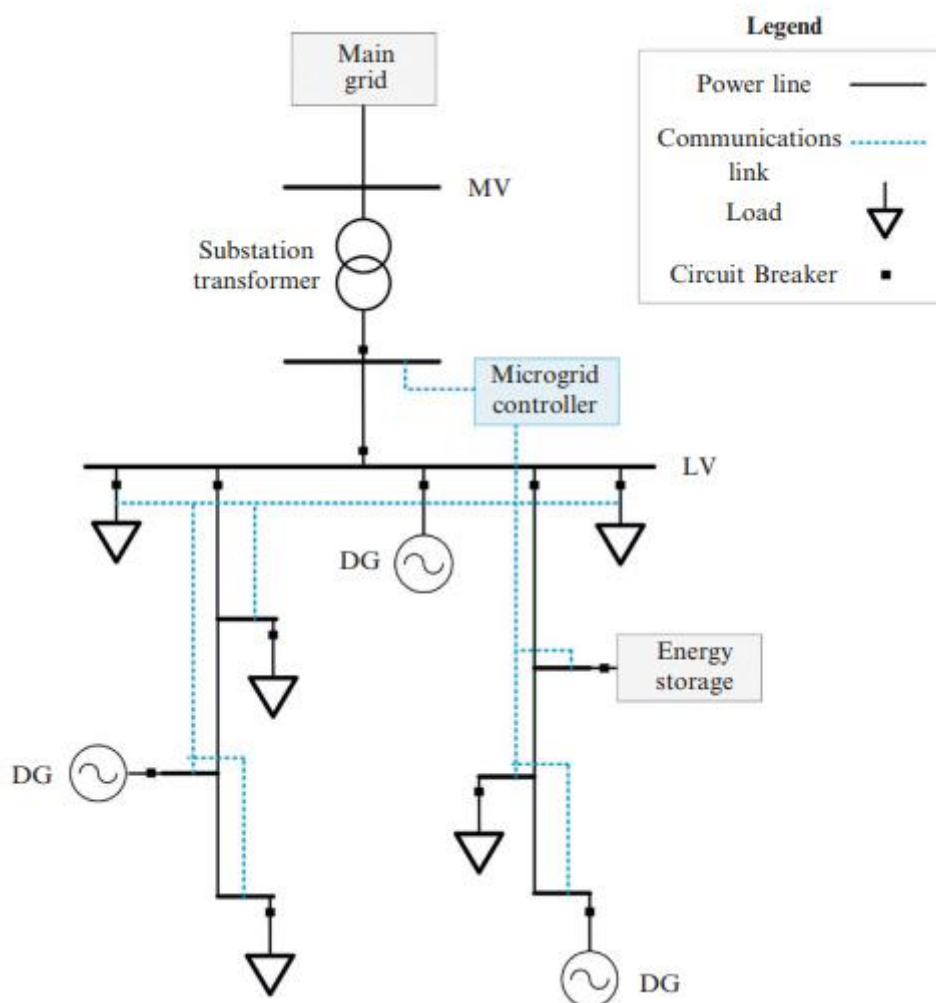 Legend
Main
grid
Power line
Communications
link
MV
Load
Substation
transformer
Circuit Breaker
Microgrid
controller
LV
DG
Energy
storage
DG
DG